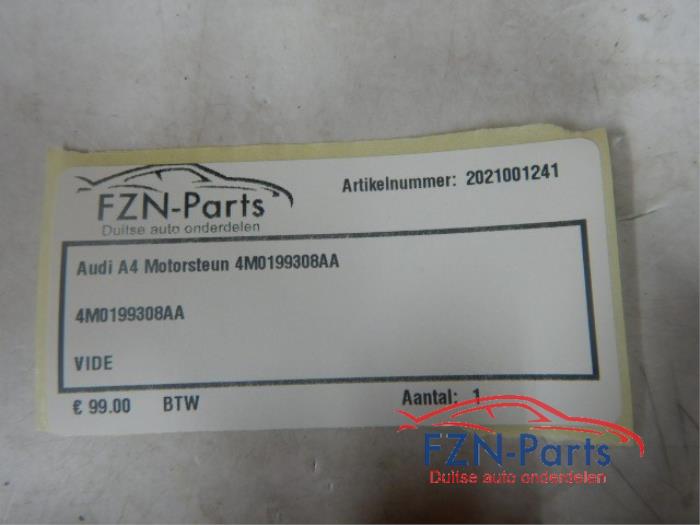 FZN-Parts
Duitse auto onderdelen
Artikelnummer: 2021001241
Audi A4 Motorsteun 4M0199308AA
4M0199308AA
VIDE
€ 99.00 BTW Aantal: 1
FZN-Parts
Duitse auto onderdelen